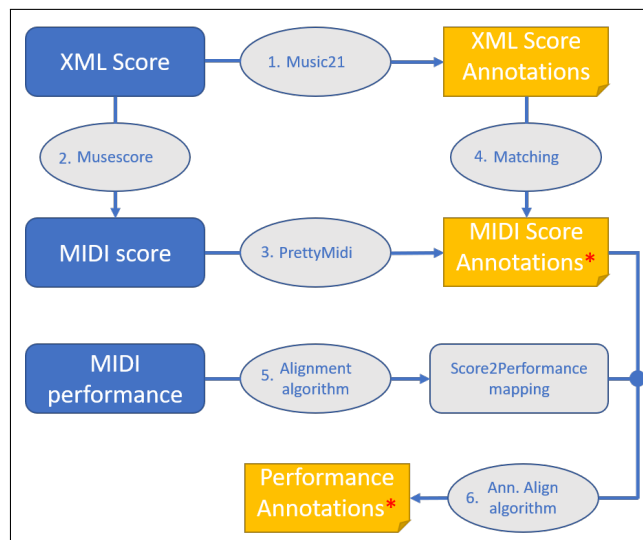 XML Score
1. Music21
XML Score
Annotations
2. Musescore
4. Matching
MIDI score
3. PrettyMidi
MIDI Score
Annotations*
MIDI
performance
5. Alignment
algorithm
Score2Performance
mapping
Performance
Annotations*
6. Ann. Align
algorithm